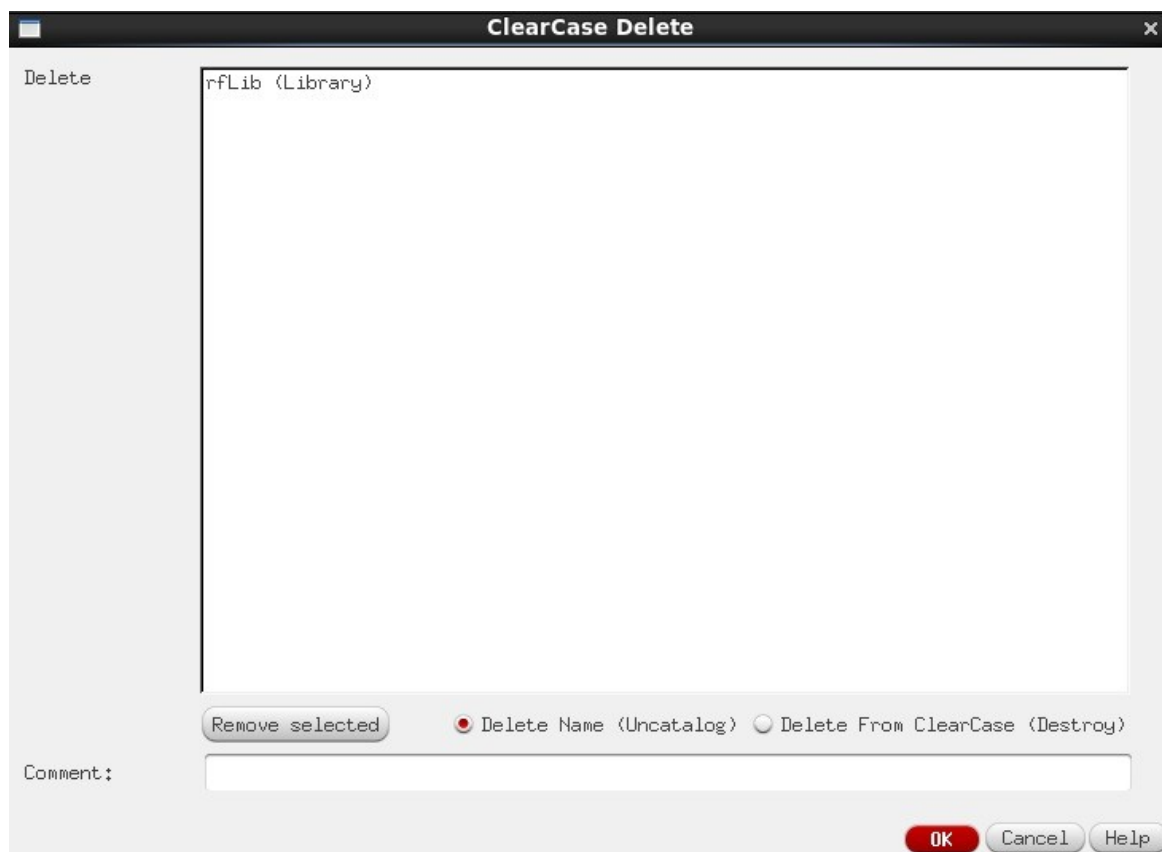 ClearCase Delete
Delete
rfLib (Library)
Remove selected
Delete Name (Uncatalog)
Delete From ClearCase (Destroy)
Comment:
OK
Cancel
Help